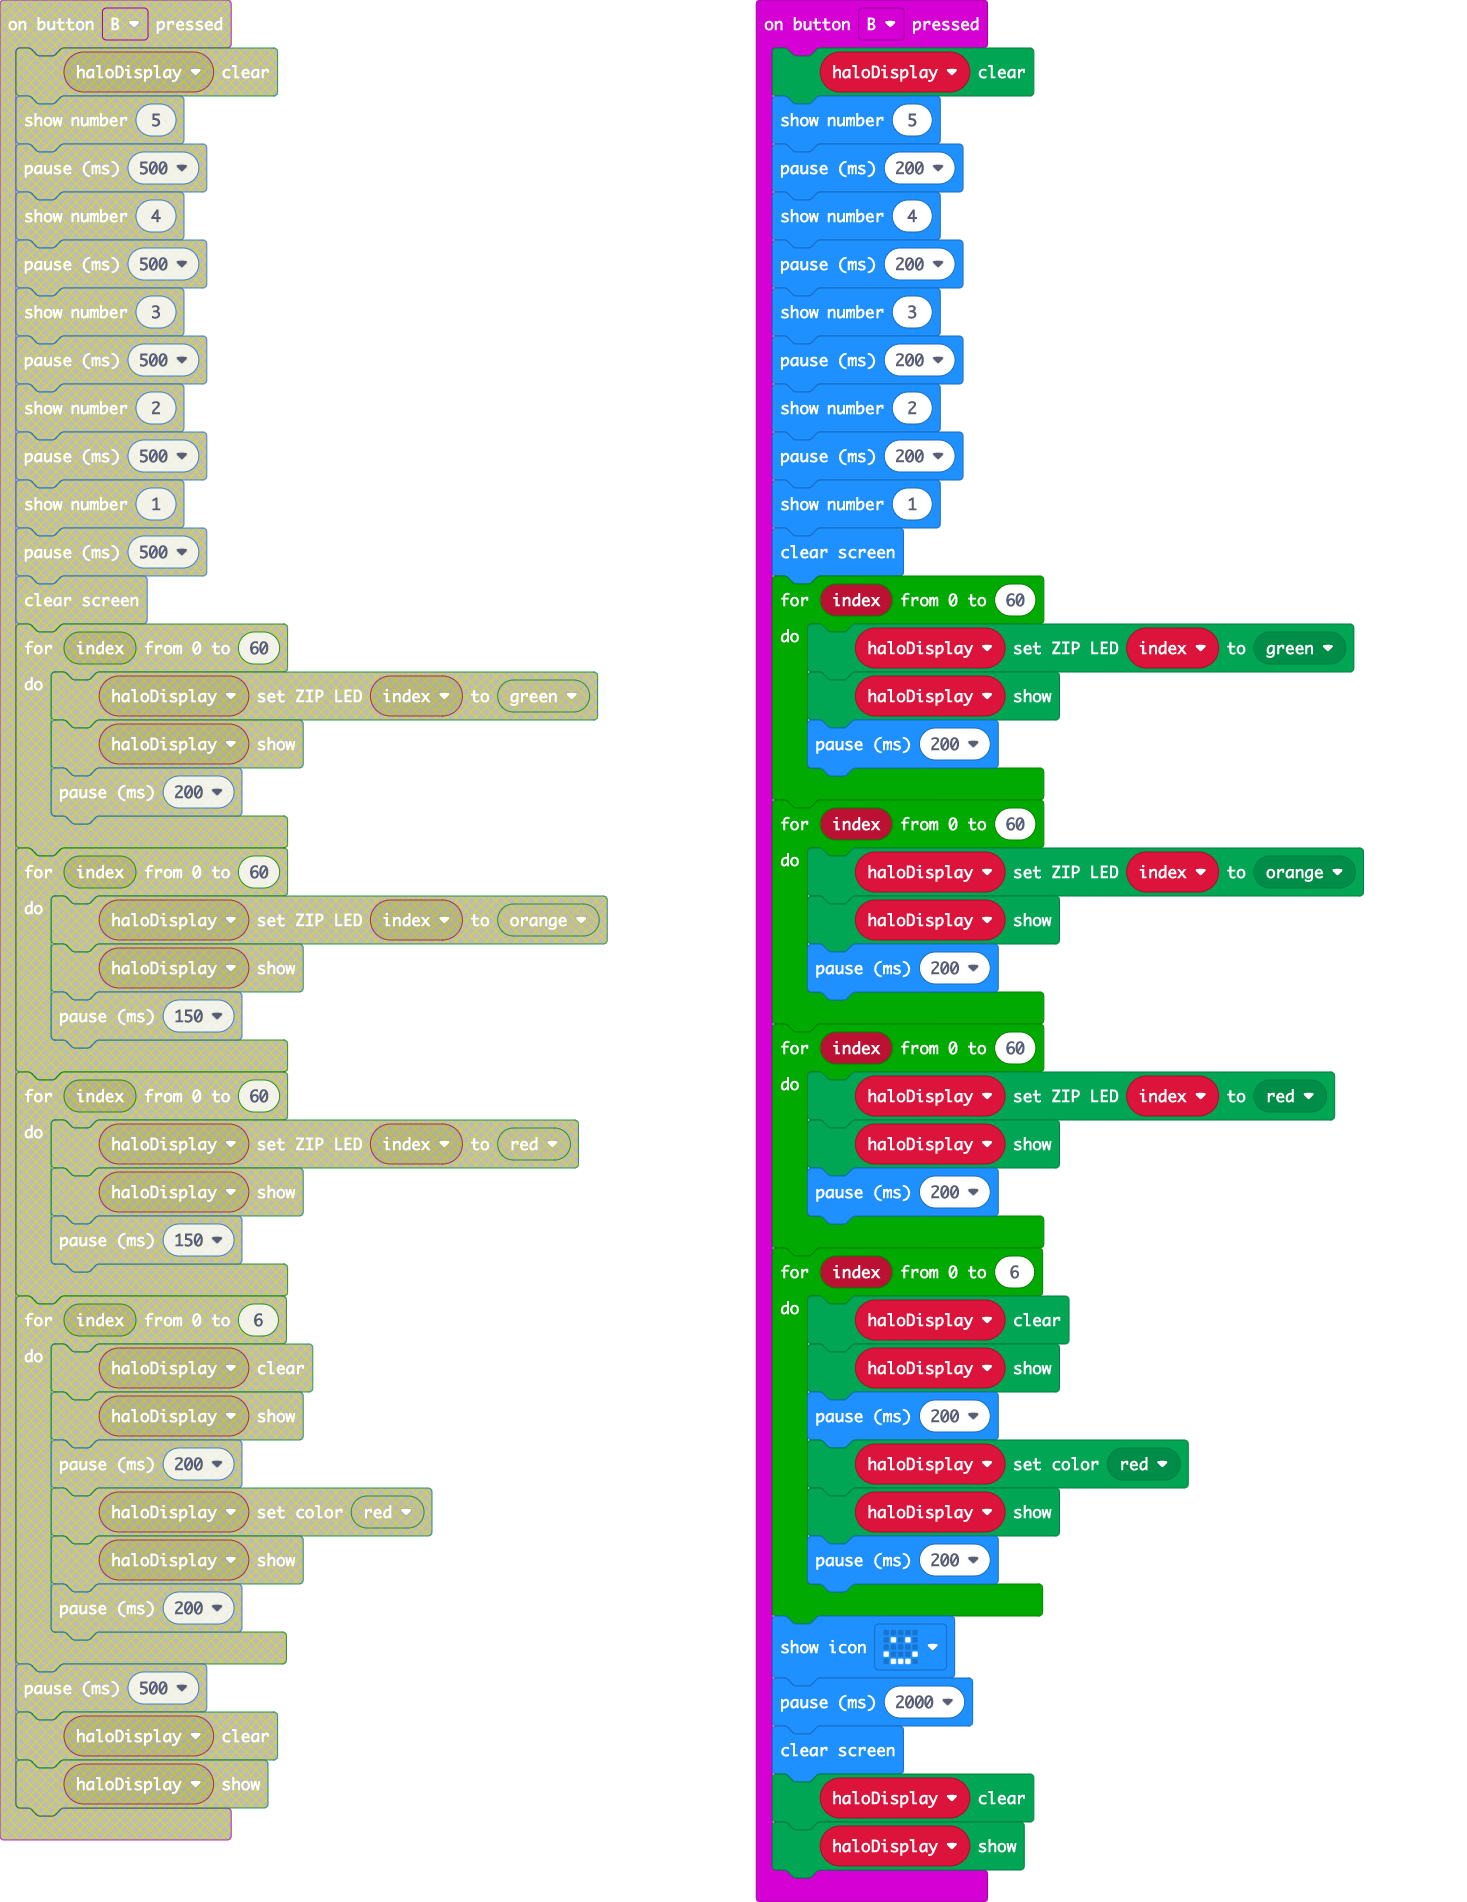 on button B pressed
haloDisplay clear
show number 5
pause (ms) 500
show number 4
pause (ms) 500
show number 3
pause (ms) 500
show number 2
pause (ms) 500
show number 1
pause (ms) 500
clear screen
for index from 0 to 60
do
haloDisplay set ZIP LED index to green
haloDisplay show
pause (ms) 200
for index from 0 to 60
do
haloDisplay set ZIP LED index to orange
haloDisplay show
pause (ms) 150
for index from 0 to 60
do
haloDisplay set ZIP LED index to red
haloDisplay show
pause (ms) 150
for index from 0 to 6
do
haloDisplay clear
haloDisplay show
pause (ms) 200
haloDisplay set color red
haloDisplay show
pause (ms) 200
pause (ms) 500
haloDisplay clear
haloDisplay show
on button B pressed
haloDisplay clear
show number 5
pause (ms) 200
show number 4
pause (ms) 200
show number 3
pause (ms) 200
show number 2
pause (ms) 200
show number 1
clear screen
for index from 0 to 60
do
haloDisplay set ZIP LED index to green
haloDisplay show
pause (ms) 200
for index from 0 to 60
do
haloDisplay set ZIP LED index to orange
haloDisplay show
pause (ms) 200
for index from 0 to 60
do
haloDisplay set ZIP LED index to red
haloDisplay show
pause (ms) 200
for index from 0 to 6
do
haloDisplay clear
haloDisplay show
pause (ms) 200
haloDisplay set color red
haloDisplay show
pause (ms) 200
show icon
pause (ms) 2000
clear screen
haloDisplay clear
haloDisplay show